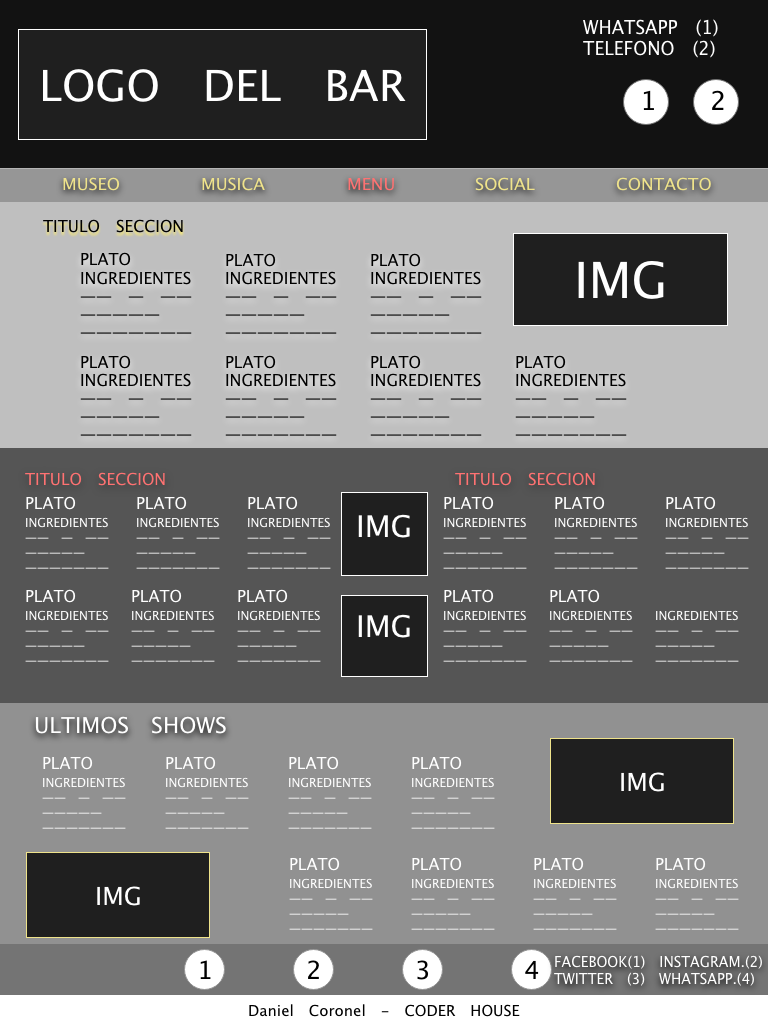 WHATSAPP (1)
TELEFONO (2)
LOGO DEL BAR
1 2
MUSEO MUSICA MENU SOCIAL CONTACTO
TITULO SECCION
IMG
PLATO PLATO PLATO
INGREDIENTES INGREDIENTES INGREDIENTES
—— — —— —— — —— —— — ——
————— ————— —————
——————— ——————— ———————
PLATO PLATO PLATO PLATO
INGREDIENTES INGREDIENTES INGREDIENTES INGREDIENTES
—— — —— —— — —— —— — —— —— — ——
————— ————— ————— —————
——————— ——————— ——————— ———————
TITULO SECCION TITULO SECCION
PLATO PLATO PLATO IMG PLATO PLATO PLATO
INGREDIENTES INGREDIENTES INGREDIENTES INGREDIENTES INGREDIENTES INGREDIENTES
—— — —— —— — —— —— — —— —— — —— —— — —— —— — ——
————— ————— ————— ————— ————— —————
——————— ——————— ——————— ——————— ——————— ———————
PLATO PLATO PLATO IMG PLATO PLATO
INGREDIENTES INGREDIENTES INGREDIENTES INGREDIENTES INGREDIENTES INGREDIENTES
—— — —— —— — —— —— — —— —— — —— —— — —— —— — ——
————— ————— ————— ————— ————— —————
——————— ——————— ——————— ——————— ——————— ———————
ULTIMOS SHOWS
PLATO PLATO PLATO PLATO
INGREDIENTES INGREDIENTES INGREDIENTES INGREDIENTES IMG
—— — —— —— — —— —— — —— —— — ——
————— ————— ————— —————
——————— ——————— ——————— ———————
PLATO PLATO PLATO PLATO
IMG INGREDIENTES INGREDIENTES INGREDIENTES INGREDIENTES
—— — —— —— — —— —— — —— —— — ——
————— ————— ————— —————
——————— ——————— ——————— ———————
1 2 3 4
FACEBOOK(1) INSTAGRAM.(2)
TWITTER (3) WHATSAPP.(4)
Daniel Coronel - CODER HOUSE